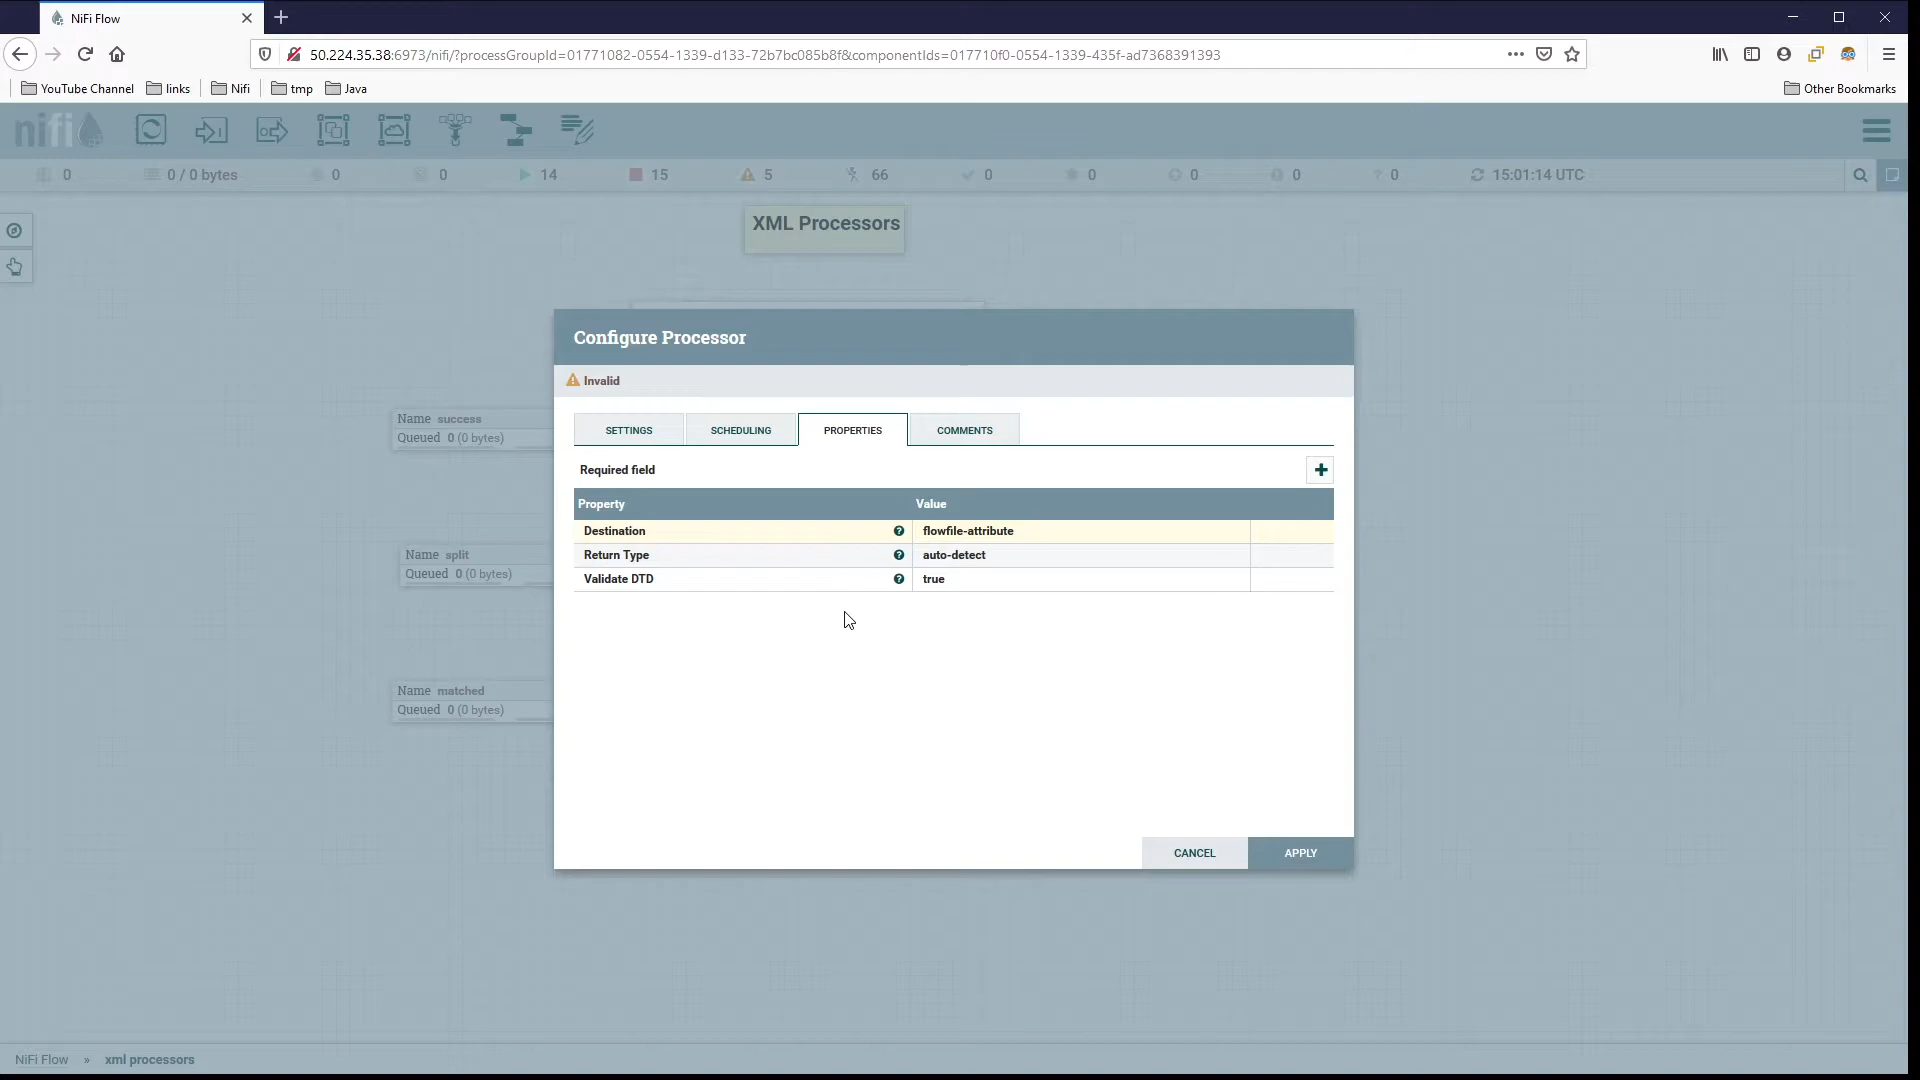 NiFi Flow
50.224.35.38:6973/nifi/?processGroupId=01771082-0554-1339-d133-72b7bc085b8f&componentIds=017710f0-0554-1339-435f-ad7368391393
YouTube Channel links Nifi tmp Java Other Bookmarks
nifi
0 0 / 0 bytes 0 0 14 15 5 66 0 0 0 0 0 15:01:14 UTC
XML Processors
Configure Processor
Invalid
Name success
Queued 0 (0 bytes)
SETTINGS SCHEDULING PROPERTIES COMMENTS
Required field
Property Value
Destination flowfile-attribute
Return Type auto-detect
Validate DTD true
Name split
Queued 0 (0 bytes)
Name matched
Queued 0 (0 bytes)
CANCEL APPLY
NiFi Flow » xml processors